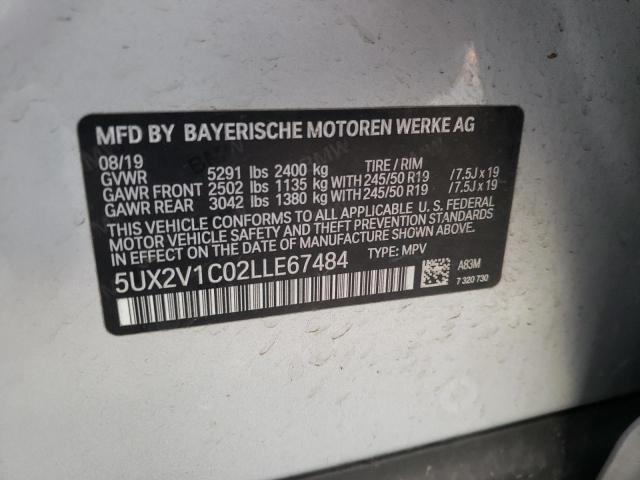 MFD BY BAYERISCHE MOTOREN WERKE AG
08/19
GVWR 5291 lbs 2400 kg TIRE / RIM
GAWR FRONT 2502 lbs 1135 kg WITH 245/50 R19 /7.5J x 19
GAWR REAR 3042 lbs 1380 kg WITH 245/50 R19 /7.5J x 19
THIS VEHICLE CONFORMS TO ALL APPLICABLE U. S. FEDERAL
MOTOR VEHICLE SAFETY AND THEFT PREVENTION STANDARDS
IN EFFECT ON THE DATE OF MANUFACTURE SHOWN ABOVE.
5UX2V1C02LLE67484 TYPE: MPV
A83M
7 320 730